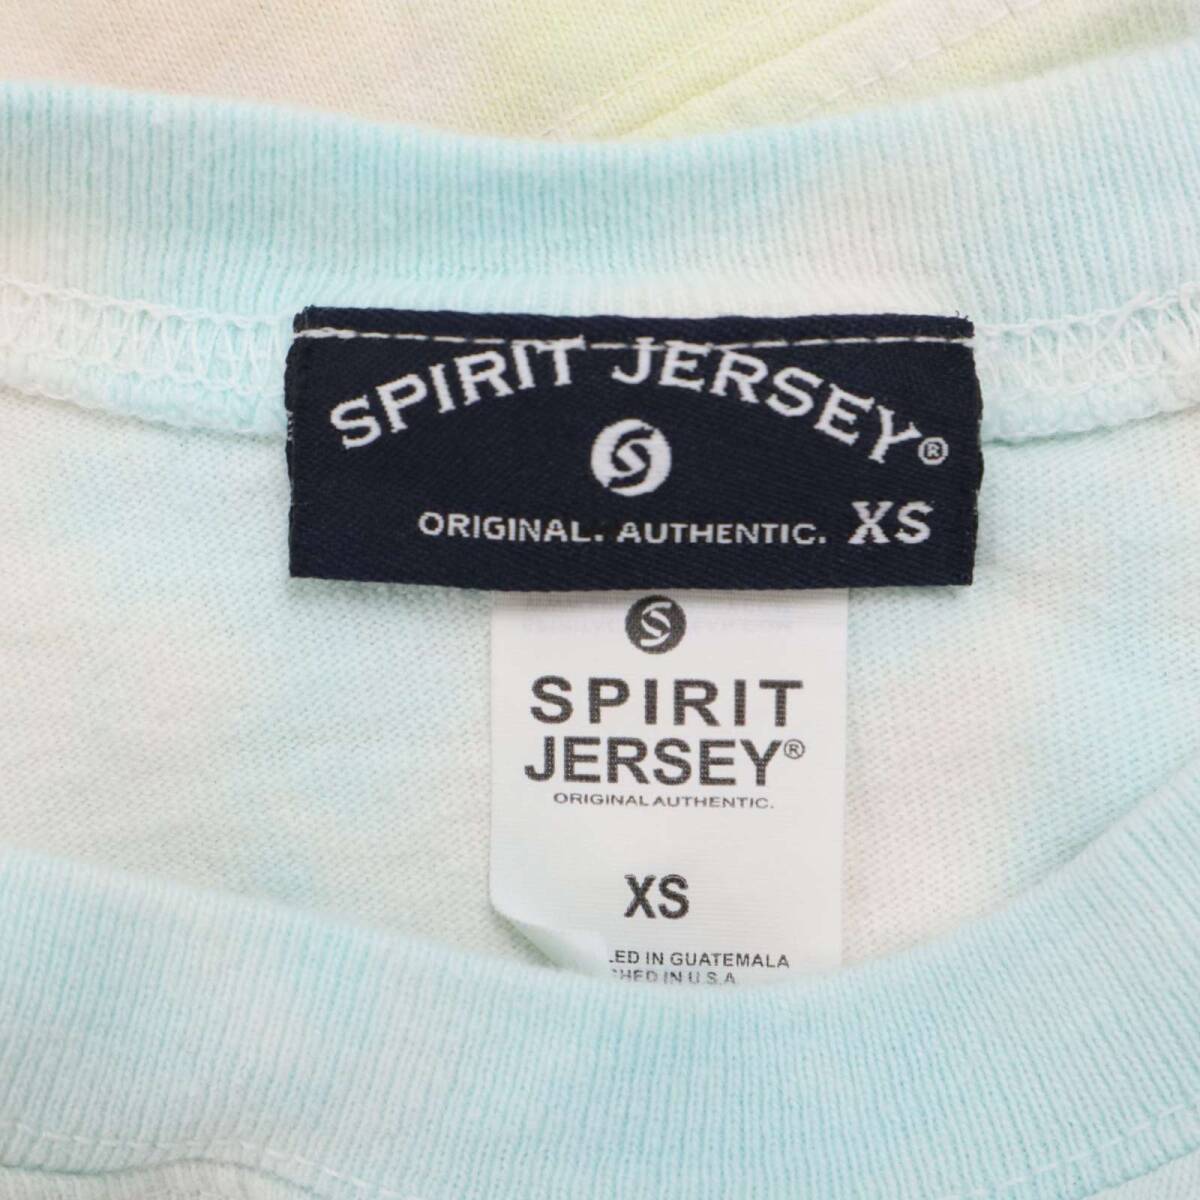 SPIRIT JERSEY®
S
ORIGINAL. AUTHENTIC. XS
S
SPIRIT
JERSEY®
ORIGINAL AUTHENTIC.
XS
IN GUATEMALA
IN U.S.A.